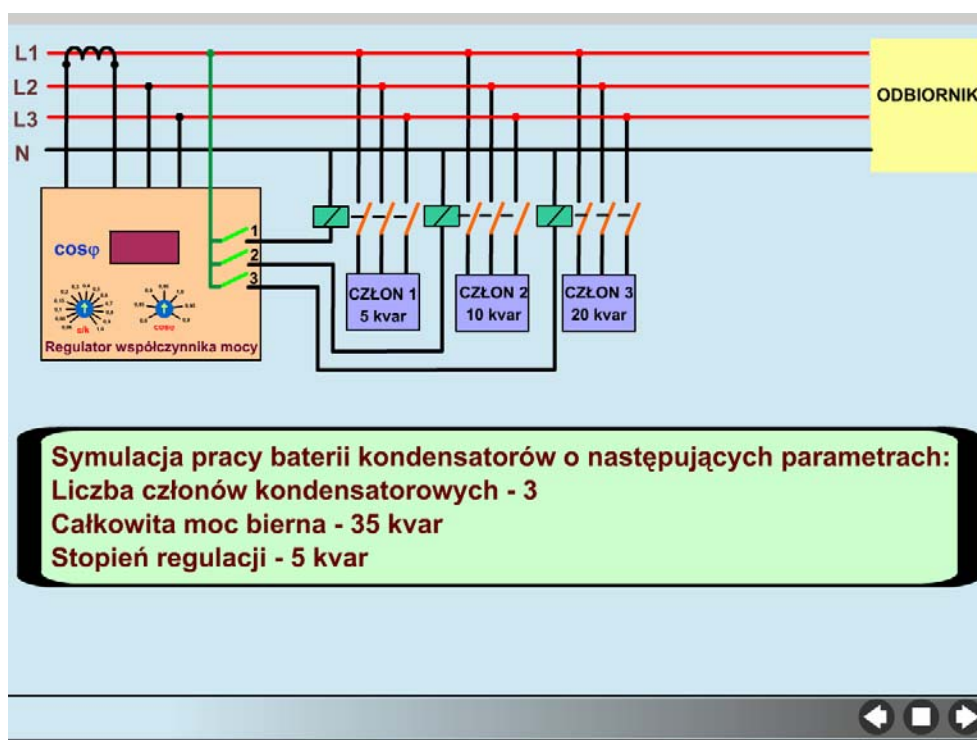 L1
L2
L3
N
ODBIORNIK
cosφ
1
2
3
s/k
cosφ
Regulator współczynnika mocy
CZŁON 1
5 kvar
CZŁON 2
10 kvar
CZŁON 3
20 kvar
Symulacja pracy baterii kondensatorów o następujących parametrach:
Liczba członów kondensatorowych - 3
Całkowita moc bierna - 35 kvar
Stopień regulacji - 5 kvar